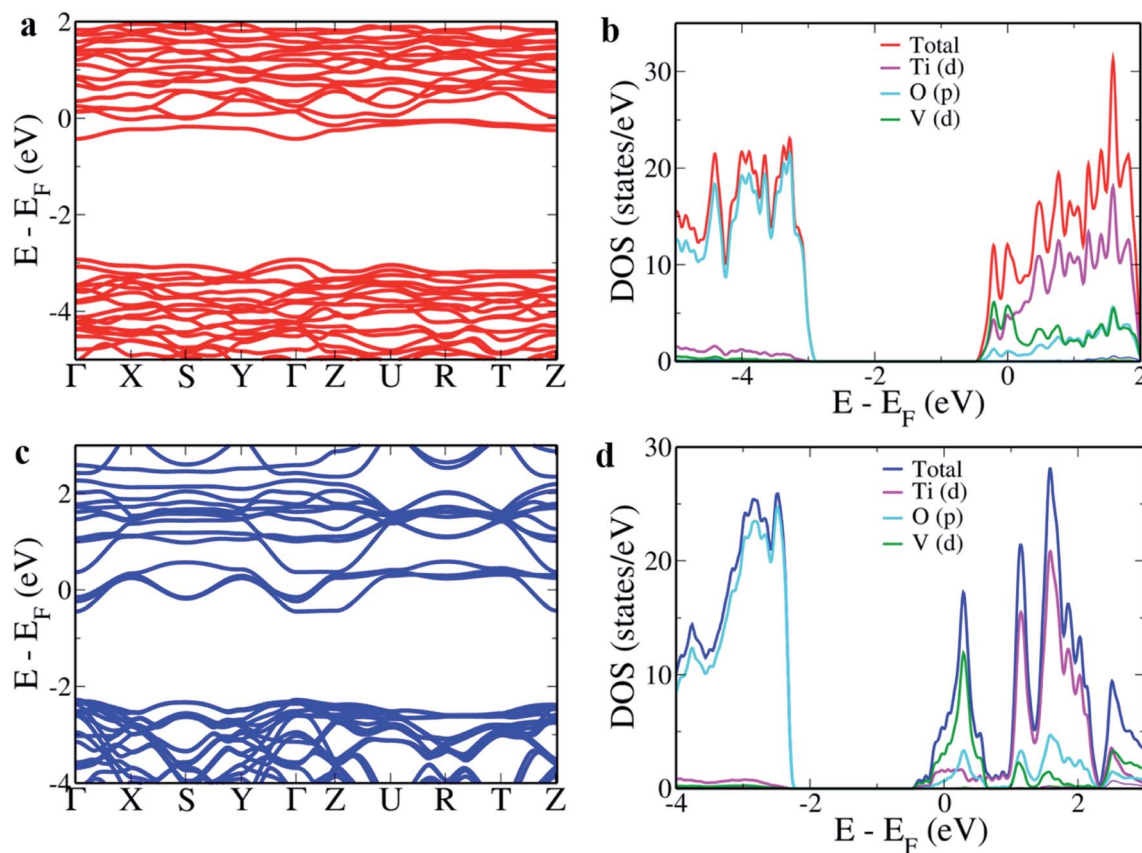 a
2
0
-2
-4
E - E_F (eV)
Γ X S Y Γ Z U R T Z
b
Total
Ti (d)
O (p)
V (d)
30
20
10
0
DOS (states/eV)
-4 -2 0 2
E - E_F (eV)
c
2
0
-2
-4
E - E_F (eV)
Γ X S Y Γ Z U R T Z
d
Total
Ti (d)
O (p)
V (d)
30
20
10
0
DOS (states/eV)
-4 -2 0 2
E - E_F (eV)